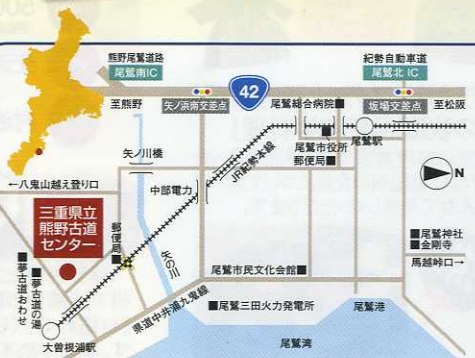 熊野尾鷲道路
尾鷲南IC
紀勢自動車道
尾鷲北 IC
42
至熊野
矢ノ浜南交差点
尾鷲総合病院■
坂場交差点
至松阪
尾鷲市役所
郵便局■
尾鷲駅
矢ノ川橋
JR紀勢本線
N
←八鬼山越え登り口
中部電力
三重県立
熊野古道
センター
郵便局■
矢の川
■尾鷲神社
■金剛寺
馬越峠口→
■夢古道おわせ
■夢古道の湯
尾鷲市民文化会館■
県道中井浦九鬼線
■尾鷲三田火力発電所
尾鷲港
大曽根浦駅
尾鷲湾